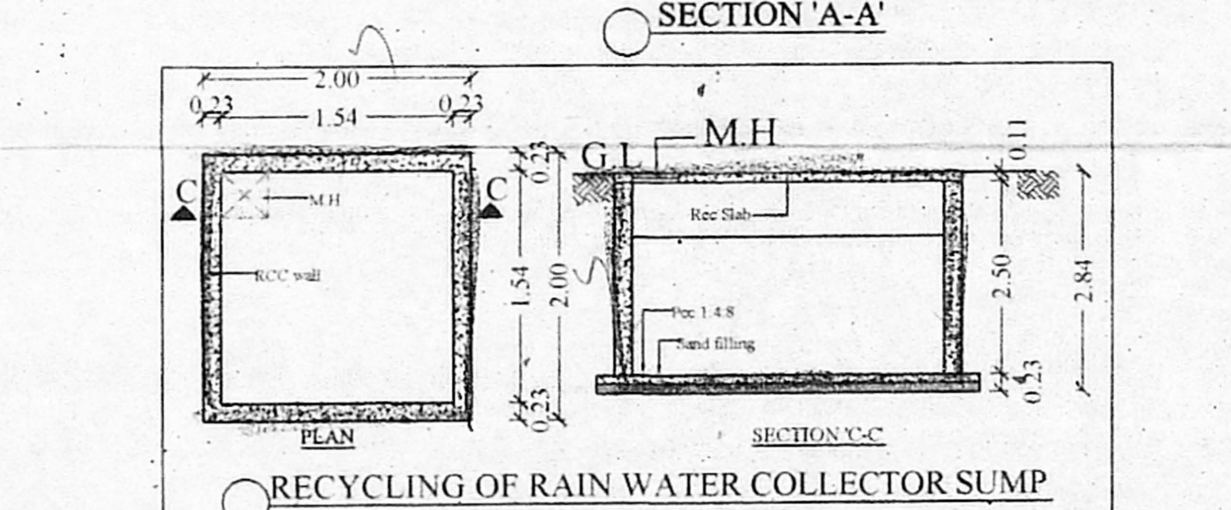 SECTION 'A-A'
2.00
0.23
1.54
0.23
C
C
M.H
RCC wall
0.23
1.54
2.00
0.23
PLAN
G.L
M.H
0.11
Rcc Slab
2.50
2.84
Pcc 1:4:8
Sand filling
0.23
SECTION 'C-C'
RECYCLING OF RAIN WATER COLLECTOR SUMP